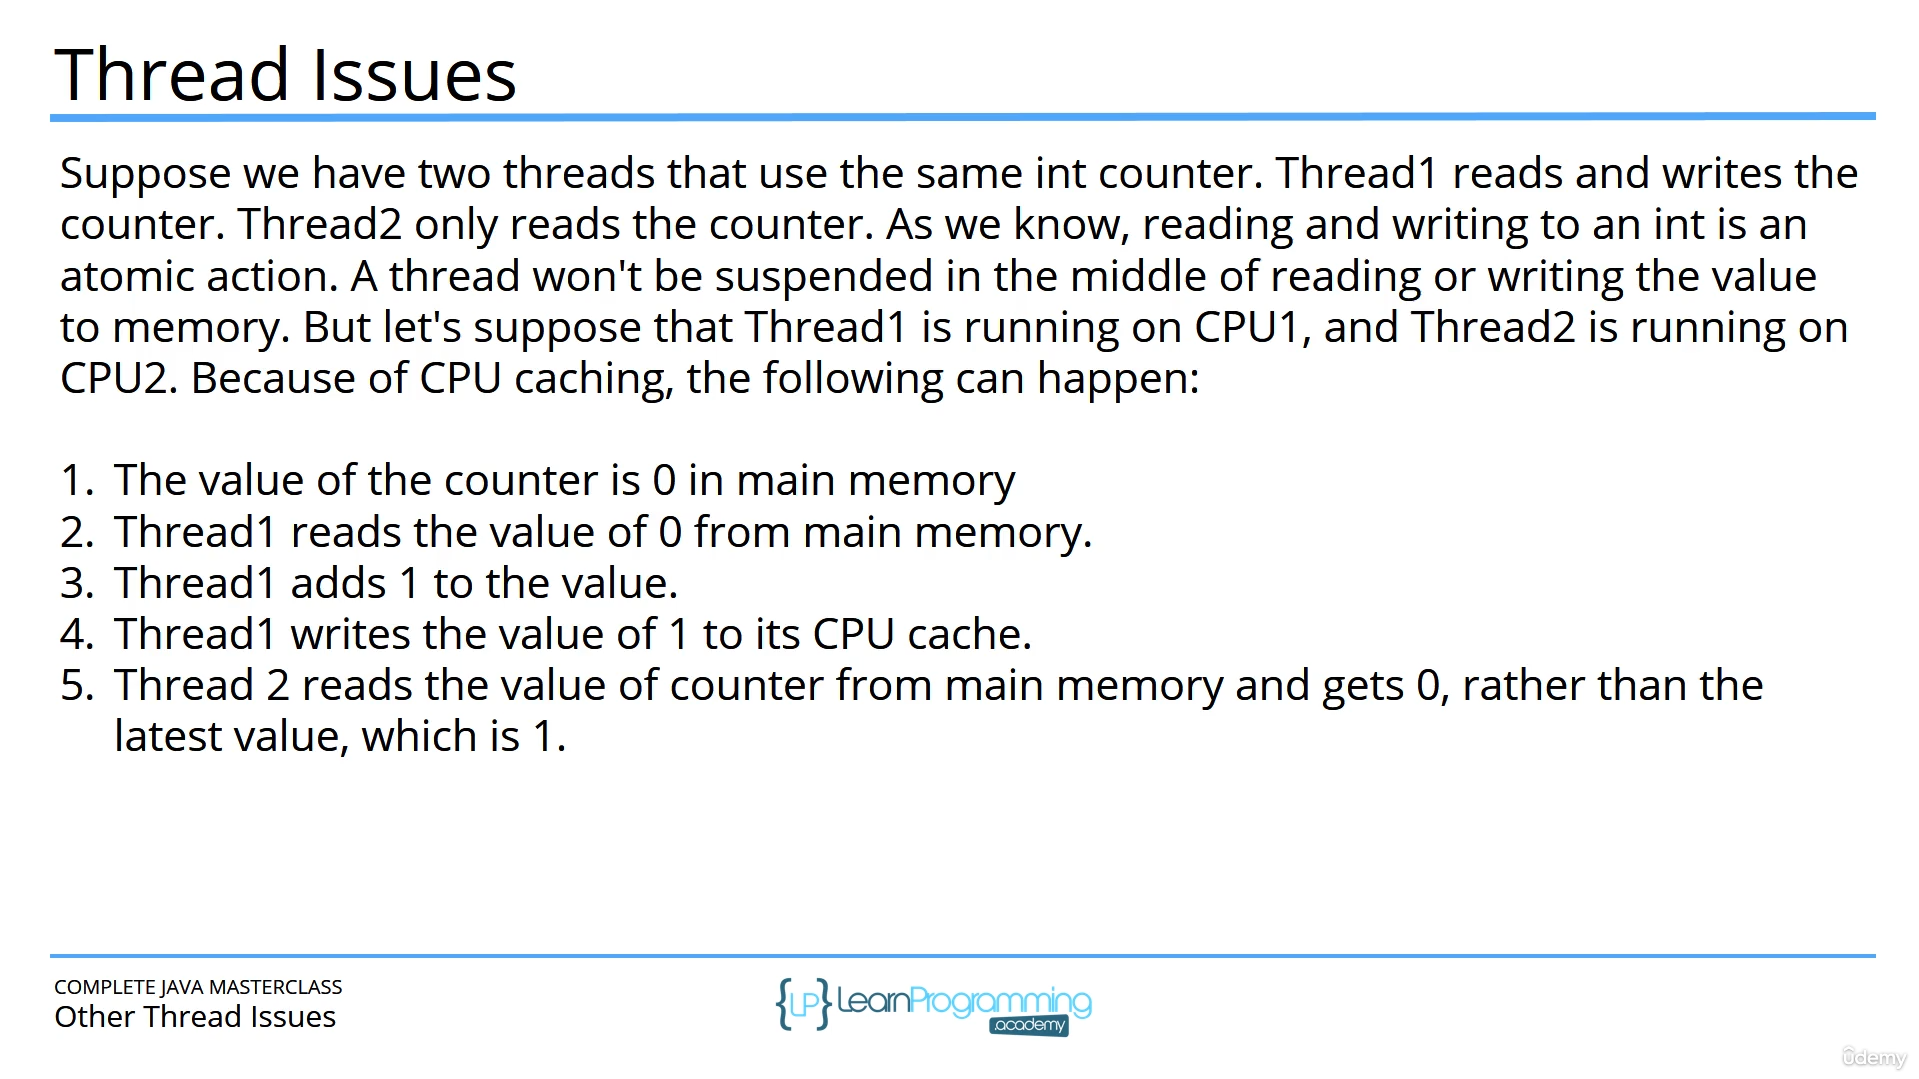 Thread Issues
Suppose we have two threads that use the same int counter. Thread1 reads and writes the
counter. Thread2 only reads the counter. As we know, reading and writing to an int is an
atomic action. A thread won't be suspended in the middle of reading or writing the value
to memory. But let's suppose that Thread1 is running on CPU1, and Thread2 is running on
CPU2. Because of CPU caching, the following can happen:
1. The value of the counter is 0 in main memory
2. Thread1 reads the value of 0 from main memory.
3. Thread1 adds 1 to the value.
4. Thread1 writes the value of 1 to its CPU cache.
5. Thread 2 reads the value of counter from main memory and gets 0, rather than the
latest value, which is 1.
COMPLETE JAVA MASTERCLASS
Other Thread Issues
{LP} LearnProgramming
.academy
ûdemy